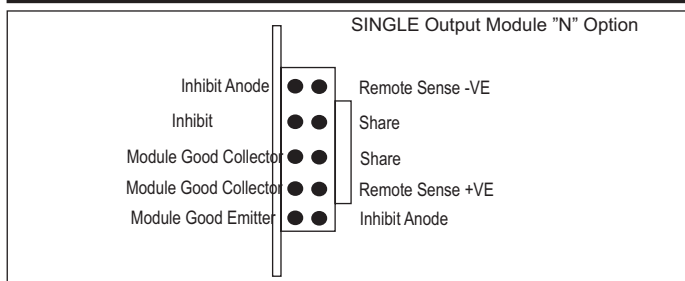 SINGLE Output Module ”N” Option
Inhibit Anode Remote Sense -VE
Inhibit Share
Module Good Collector Share
Module Good Collector Remote Sense +VE
Module Good Emitter Inhibit Anode